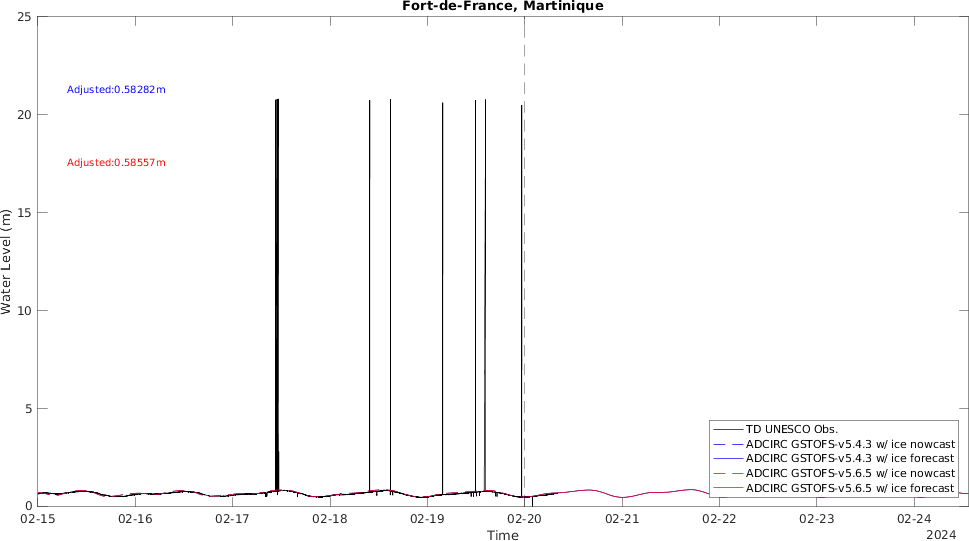 Fort-de-France, Martinique
25
Adjusted:0.58282m
20
Adjusted:0.58557m
15
Water Level (m)
10
5
TD UNESCO Obs.
ADCIRC GSTOFS-v5.4.3 w/ ice nowcast
ADCIRC GSTOFS-v5.4.3 w/ ice forecast
ADCIRC GSTOFS-v5.6.5 w/ ice nowcast
ADCIRC GSTOFS-v5.6.5 w/ ice forecast
0
02-15 02-16 02-17 02-18 02-19 02-20 02-21 02-22 02-23 02-24
Time
2024